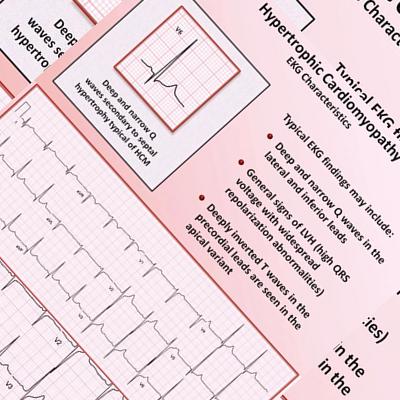 Hypertrophic Cardiomyopathy
EKG Characteristics
Typical EKG findings may include:
Deep and narrow Q waves in the
lateral and inferior leads
General signs of LVH (high QRS
voltage with widespread
repolarization abnormalities)
Deeply inverted T waves in the
precordial leads are seen in the
apical variant
V6
Deep and narrow Q
waves secondary to septal
hypertrophy typical of HCM
Deep
waves se
hypertro
Charact
Typical EKG fi
ies)
in the
in the
V2
V3